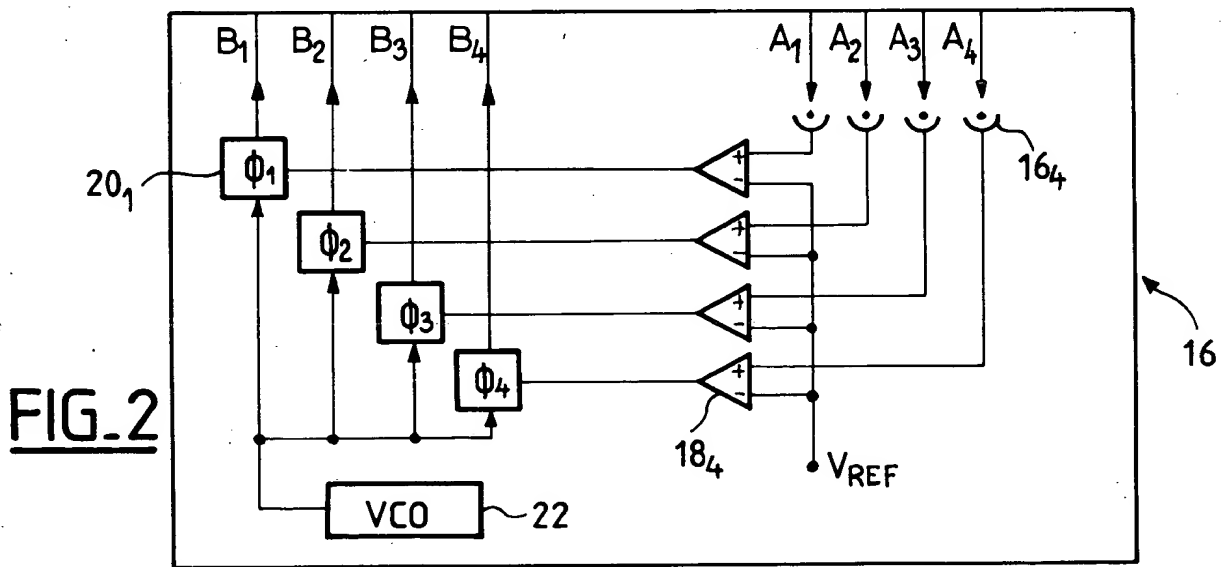 B₁ B₂ B₃ B₄ A₁ A₂ A₃ A₄
+
-
16₄
20₁
ϕ₁
+
-
ϕ₂
+
-
ϕ₃
16
+
-
ϕ₄
18₄
FIG_2
V_REF
VCO
22